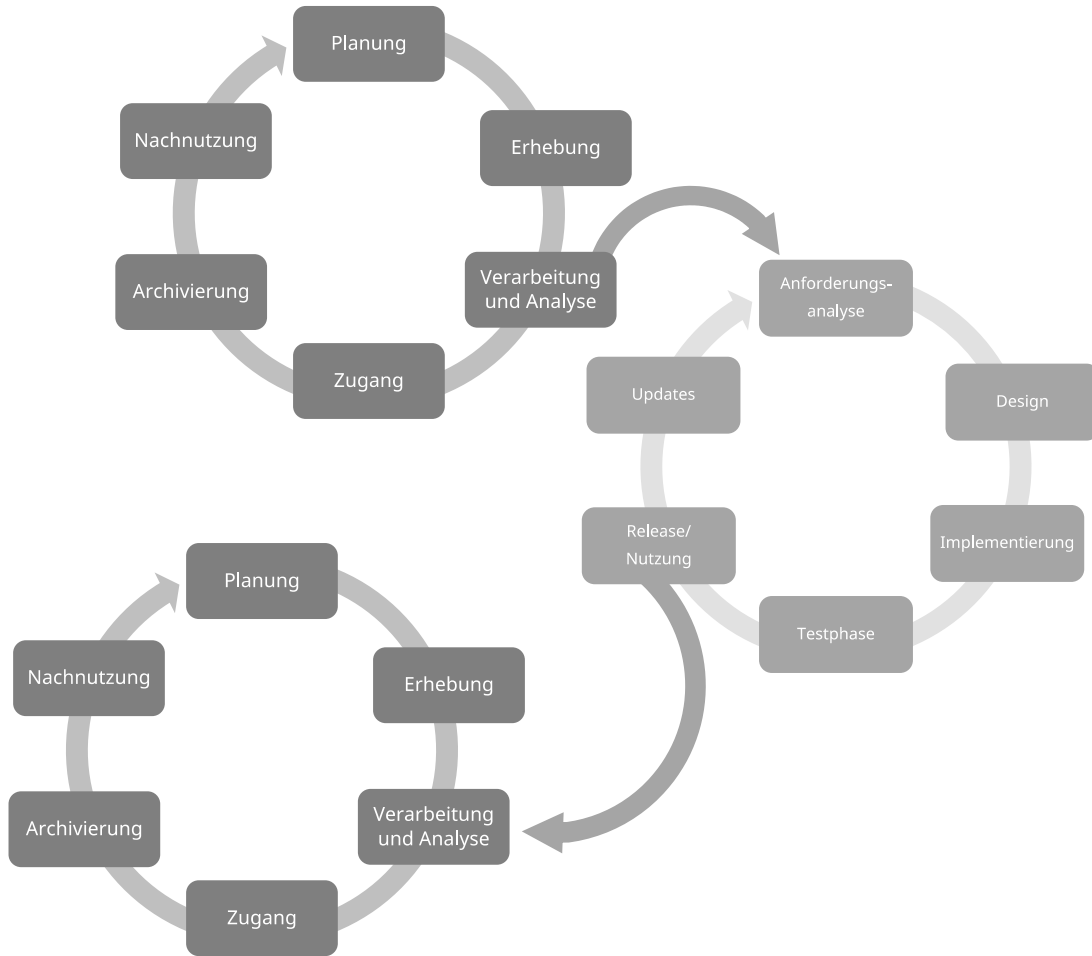 Planung
Erhebung
Verarbeitung
und Analyse
Zugang
Archivierung
Nachnutzung
Anforderungs-
analyse
Design
Implementierung
Testphase
Release/
Nutzung
Updates
Planung
Erhebung
Verarbeitung
und Analyse
Zugang
Archivierung
Nachnutzung